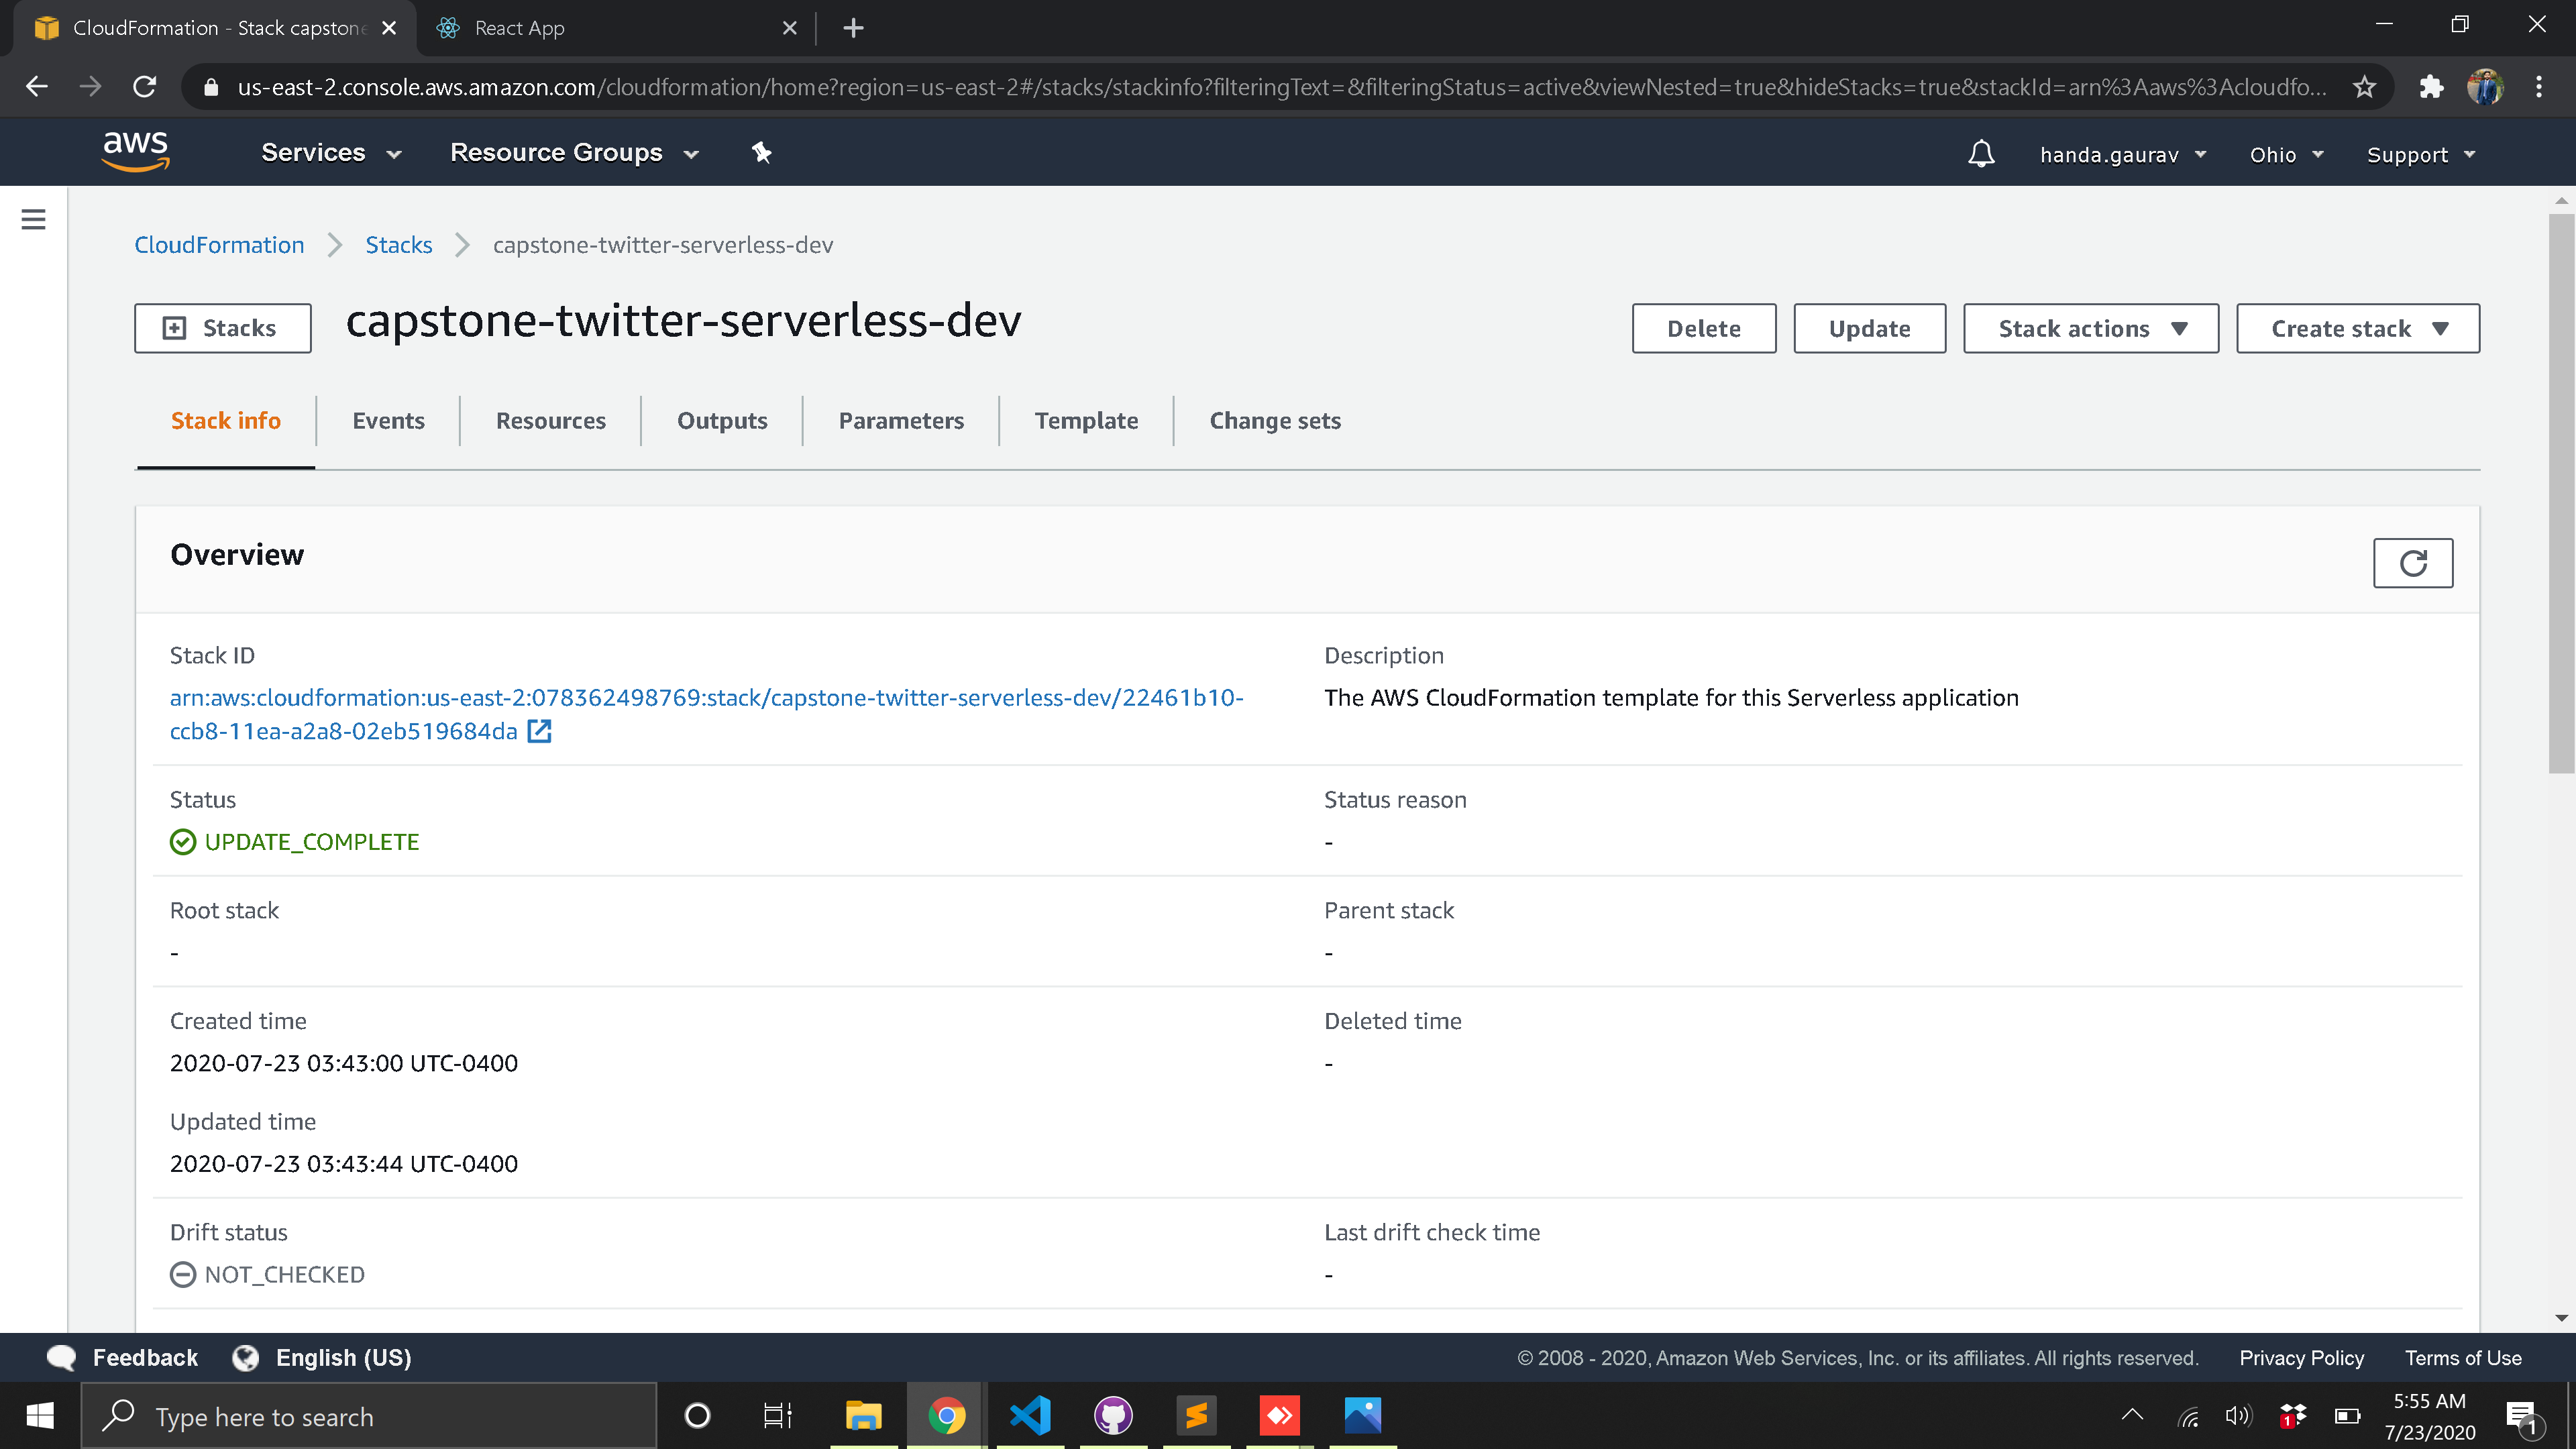 CloudFormation - Stack capstone
React App
us-east-2.console.aws.amazon.com/cloudformation/home?region=us-east-2#/stacks/stackinfo?filteringText=&filteringStatus=active&viewNested=true&hideStacks=true&stackId=arn%3Aaws%3Acloudfo...
aws Services Resource Groups handa.gaurav Ohio Support
CloudFormation Stacks capstone-twitter-serverless-dev
Stacks capstone-twitter-serverless-dev Delete Update Stack actions Create stack
Stack info Events Resources Outputs Parameters Template Change sets
Overview
Stack ID
arn:aws:cloudformation:us-east-2:078362498769:stack/capstone-twitter-serverless-dev/22461b10-
ccb8-11ea-a2a8-02eb519684da
Description
The AWS CloudFormation template for this Serverless application
Status
UPDATE_COMPLETE
Status reason
-
Root stack
-
Parent stack
-
Created time
2020-07-23 03:43:00 UTC-0400
Deleted time
-
Updated time
2020-07-23 03:43:44 UTC-0400
Drift status
NOT_CHECKED
Last drift check time
-
Feedback English (US) © 2008 - 2020, Amazon Web Services, Inc. or its affiliates. All rights reserved. Privacy Policy Terms of Use
Type here to search
1
5:55 AM
7/23/2020
1